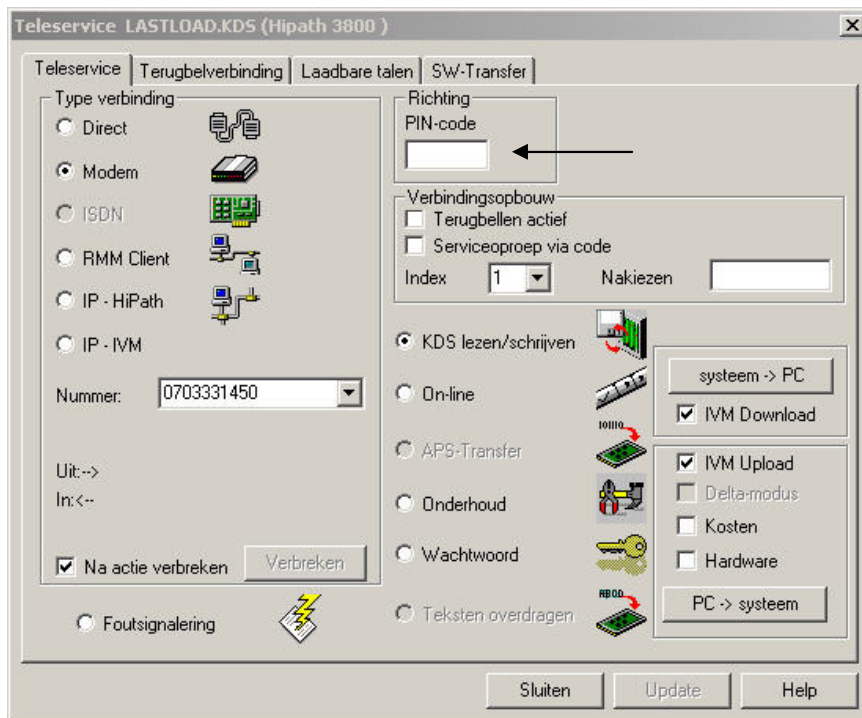 Teleservice LASTLOAD.KDS (Hipath 3800 )
Teleservice
Terugbelverbinding
Laadbare talen
SW-Transfer
Type verbinding
Direct
Modem
ISDN
RMM Client
IP - HiPath
IP - IVM
Nummer:
0703331450
Uit:-->
In:<--
Na actie verbreken
Verbreken
Foutsignalering
Richting
PIN-code
Verbindingsopbouw
Terugbellen actief
Serviceoproep via code
Index
1
Nakiezen
KDS lezen/schrijven
On-line
10110
APS-Transfer
Onderhoud
Wachtwoord
ABCD
Teksten overdragen
systeem -> PC
IVM Download
IVM Upload
Delta-modus
Kosten
Hardware
PC -> systeem
Sluiten
Update
Help